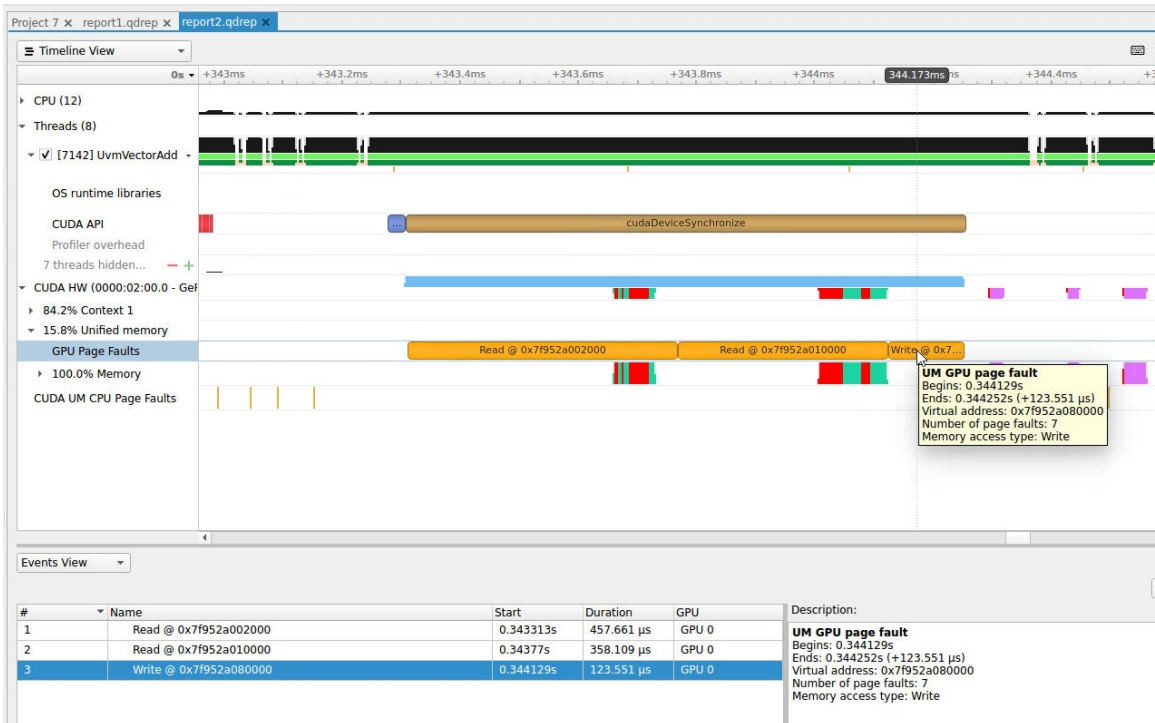 Project 7 × report1.qdrep × report2.qdrep ×
Timeline View
0s +343ms +343.2ms +343.4ms +343.6ms +343.8ms +344ms 344.173ms +344.4ms
CPU (12)
Threads (8)
[7142] UvmVectorAdd
OS runtime libraries
CUDA API ... cudaDeviceSynchronize
Profiler overhead
7 threads hidden... − +
CUDA HW (0000:02:00.0 -
84.2% Context 1
15.8% Unified memory
GPU Page Faults Read @ 0x7f952a002000 Read @ 0x7f952a010000 Write @ 0x7...
100.0% Memory
CUDA UM CPU Page Faults
UM GPU page fault
Begins: 0.344129s
Ends: 0.344252s (+123.551 µs)
Virtual address: 0x7f952a080000
Number of page faults: 7
Memory access type: Write
Events View
# Name Start Duration GPU
1 Read @ 0x7f952a002000 0.343313s 457.661 µs GPU 0
2 Read @ 0x7f952a010000 0.34377s 358.109 µs GPU 0
3 Write @ 0x7f952a080000 0.344129s 123.551 µs GPU 0
Description:
UM GPU page fault
Begins: 0.344129s
Ends: 0.344252s (+123.551 µs)
Virtual address: 0x7f952a080000
Number of page faults: 7
Memory access type: Write